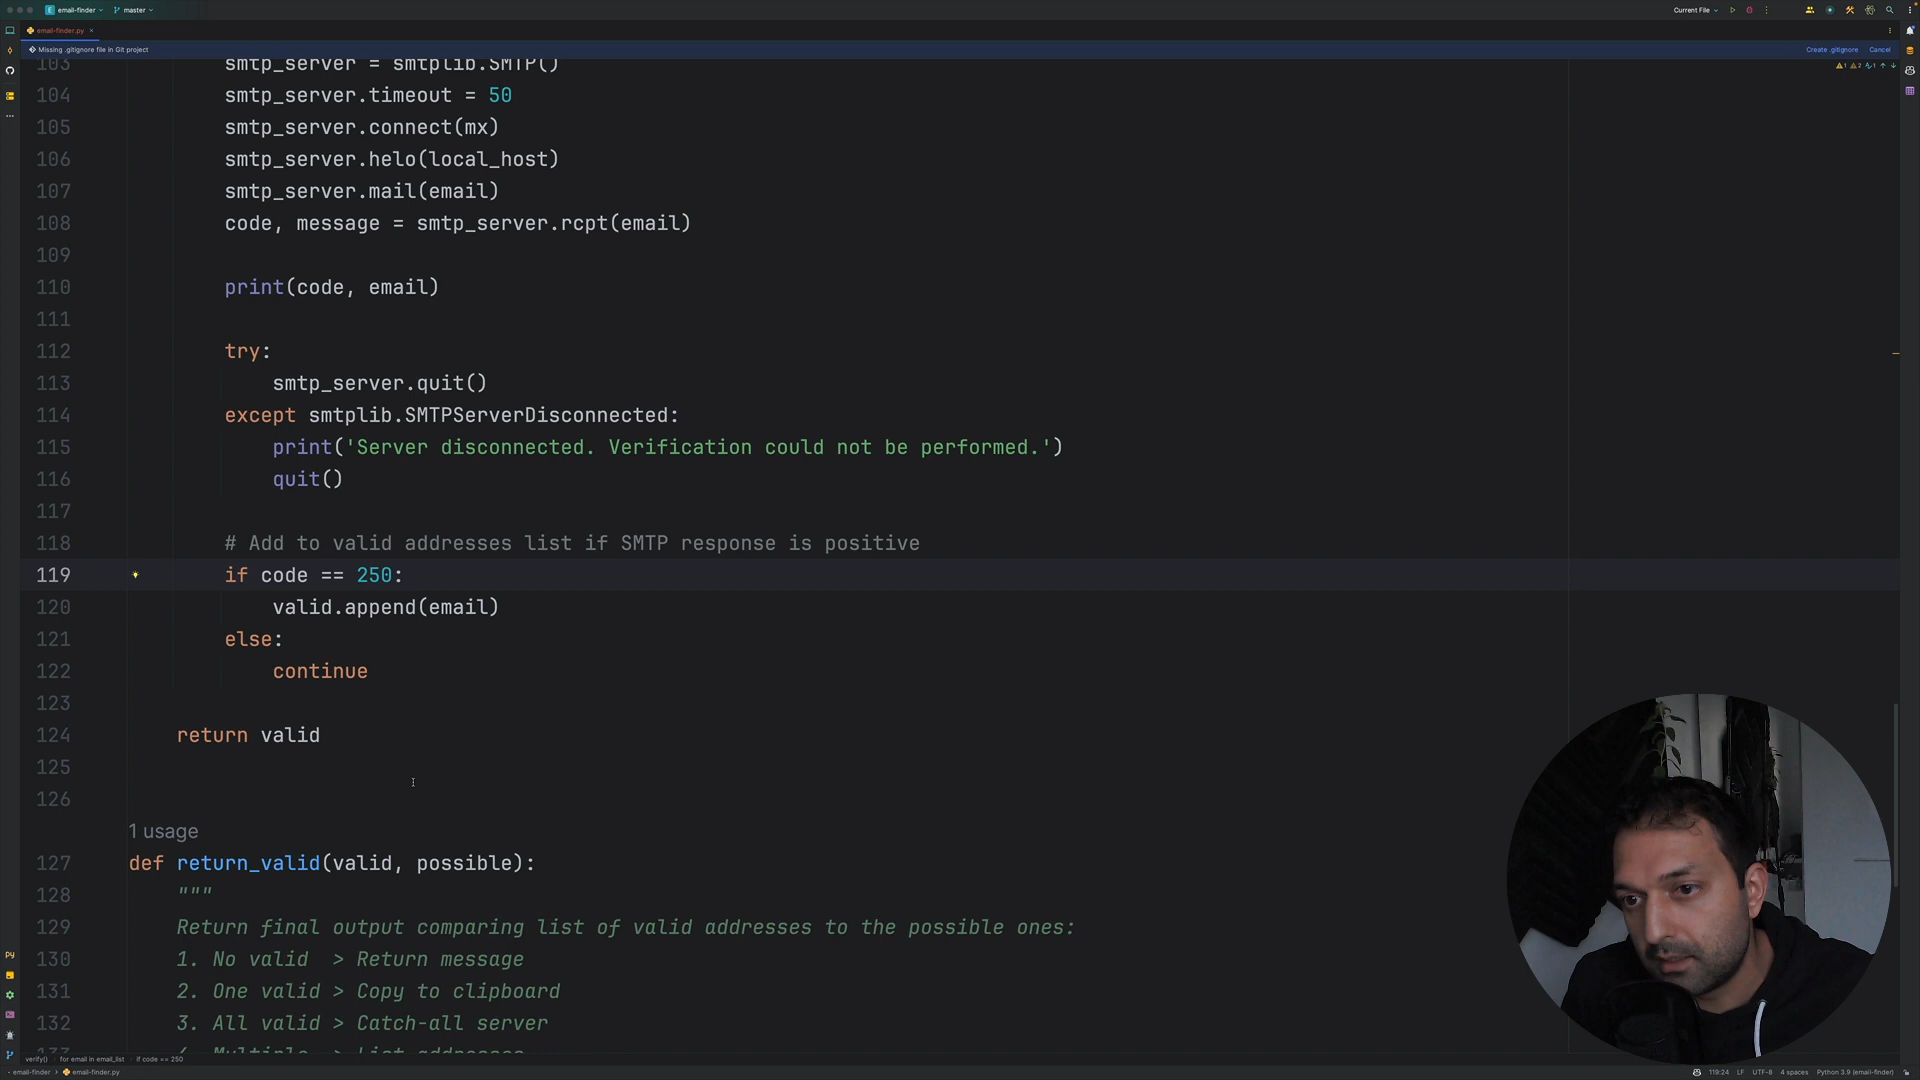 email-finder
master
Current File
email-finder.py
Missing .gitignore file in Git project
Create .gitignore
Cancel
103 smtp_server = smtplib.SMTP()
1 2 1
104 smtp_server.timeout = 50
105 smtp_server.connect(mx)
106 smtp_server.helo(local_host)
107 smtp_server.mail(email)
108 code, message = smtp_server.rcpt(email)
109
110 print(code, email)
111
112 try:
113 smtp_server.quit()
114 except smtplib.SMTPServerDisconnected:
115 print('Server disconnected. Verification could not be performed.')
116 quit()
117
118 # Add to valid addresses list if SMTP response is positive
119 if code == 250:
120 valid.append(email)
121 else:
122 continue
123
124 return valid
125
126
1 usage
127 def return_valid(valid, possible):
128 """
129 Return final output comparing list of valid addresses to the possible ones:
130 1. No valid > Return message
131 2. One valid > Copy to clipboard
132 3. All valid > Catch-all server
133 4. Multiple > List addresses
verify() > for email in email_list > if code == 250
email-finder > email-finder.py
119:24 LF UTF-8 4 spaces Python 3.9 (email-finder)